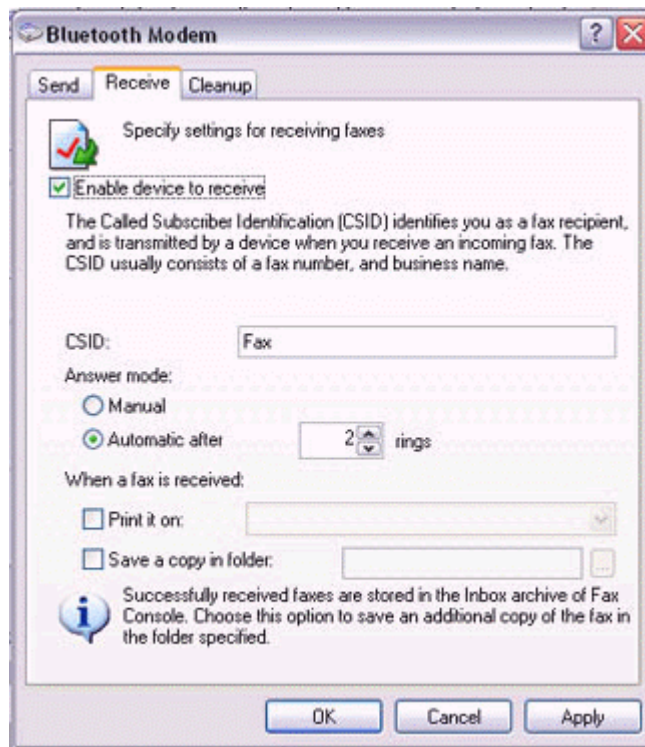 Bluetooth Modem
Send Receive Cleanup
Specify settings for receiving faxes
Enable device to receive
The Called Subscriber Identification (CSID) identifies you as a fax recipient,
and is transmitted by a device when you receive an incoming fax. The
CSID usually consists of a fax number, and business name.
CSID: Fax
Answer mode:
Manual
Automatic after 2 rings
When a fax is received:
Print it on:
Save a copy in folder: ...
Successfully received faxes are stored in the Inbox archive of Fax
Console. Choose this option to save an additional copy of the fax in
the folder specified.
OK Cancel Apply